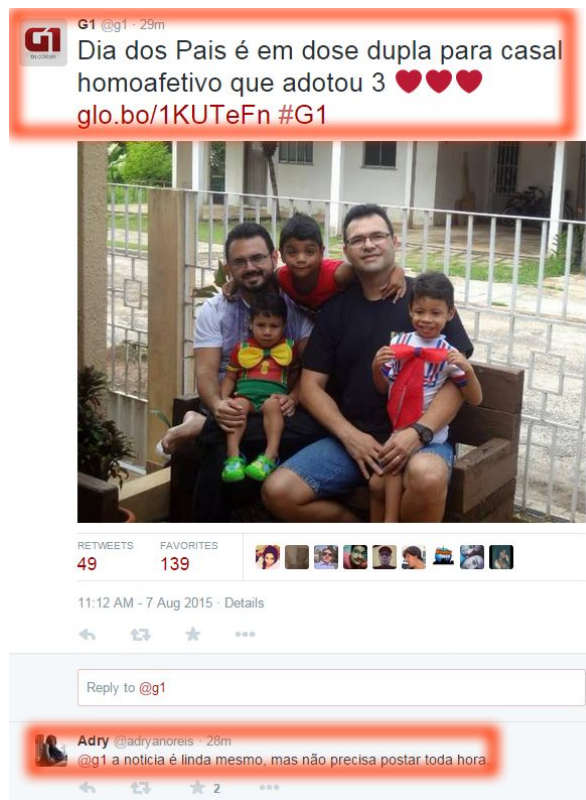 G1 @g1 · 29m
Dia dos Pais é em dose dupla para casal
homoafetivo que adotou 3 ❤❤❤
glo.bo/1KUTeFn #G1
RETWEETS FAVORITES
49 139
11:12 AM - 7 Aug 2015 · Details
Reply to @g1
Adry @adryanoreis · 28m
@g1 a noticia é linda mesmo, mas não precisa postar toda hora.
2